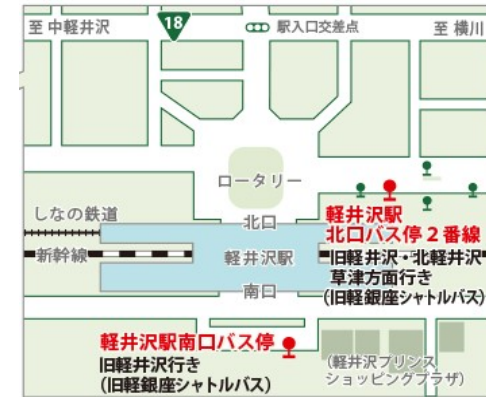 至 中軽井沢
18
駅入口交差点
至 横川
ロータリー
しなの鉄道
北口
軽井沢駅
北口バス停 2 番線
新幹線
軽井沢駅
旧軽井沢・北軽井沢
草津方面行き
(旧軽銀座シャトルバス)
南口
軽井沢駅南口バス停
旧軽井沢行き
(旧軽銀座シャトルバス)
(軽井沢プリンス
ショッピングプラザ)